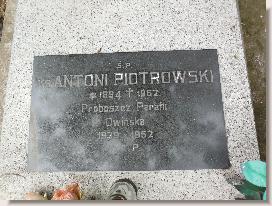 Ś.P.
KS. ANTONI PIOTROWSKI
* 1894 † 1952
Proboszcz Parafii
Owińska
1939 - 1952
P